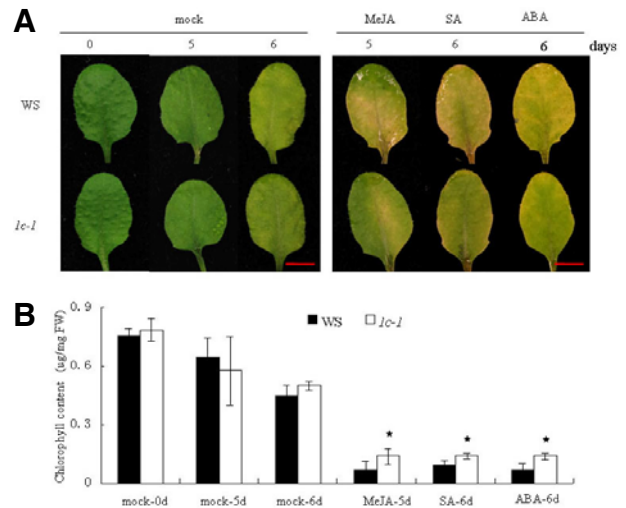 A
mock MeJA SA ABA
0 5 6 5 6 6 days
WS
1c-1
B
0.9
WS 1c-1
0.6
0.3
0
Chlorophyll content (ug/mg FW)
★ ★ ★
mock-0d mock-5d mock-6d MeJA-5d SA-6d ABA-6d